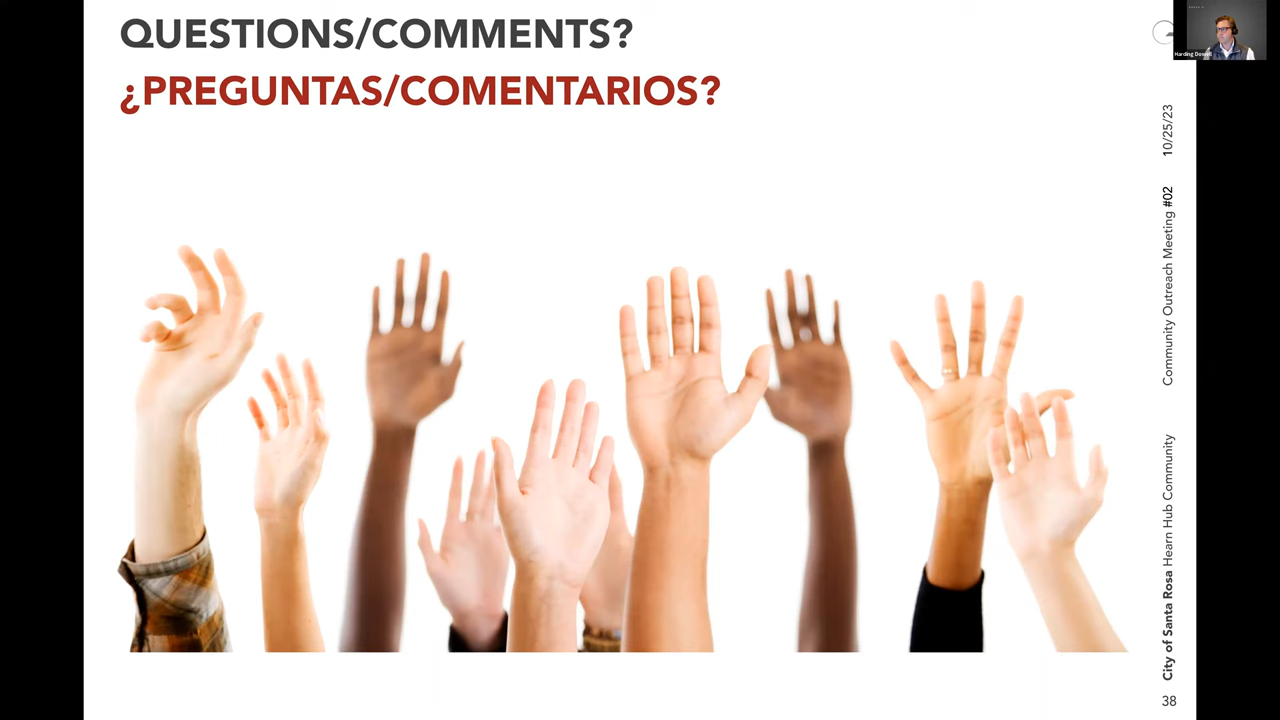 QUESTIONS/COMMENTS?
¿PREGUNTAS/COMENTARIOS?
10/25/23
Community Outreach Meeting #02
City of Santa Rosa Hearn Hub Community
38